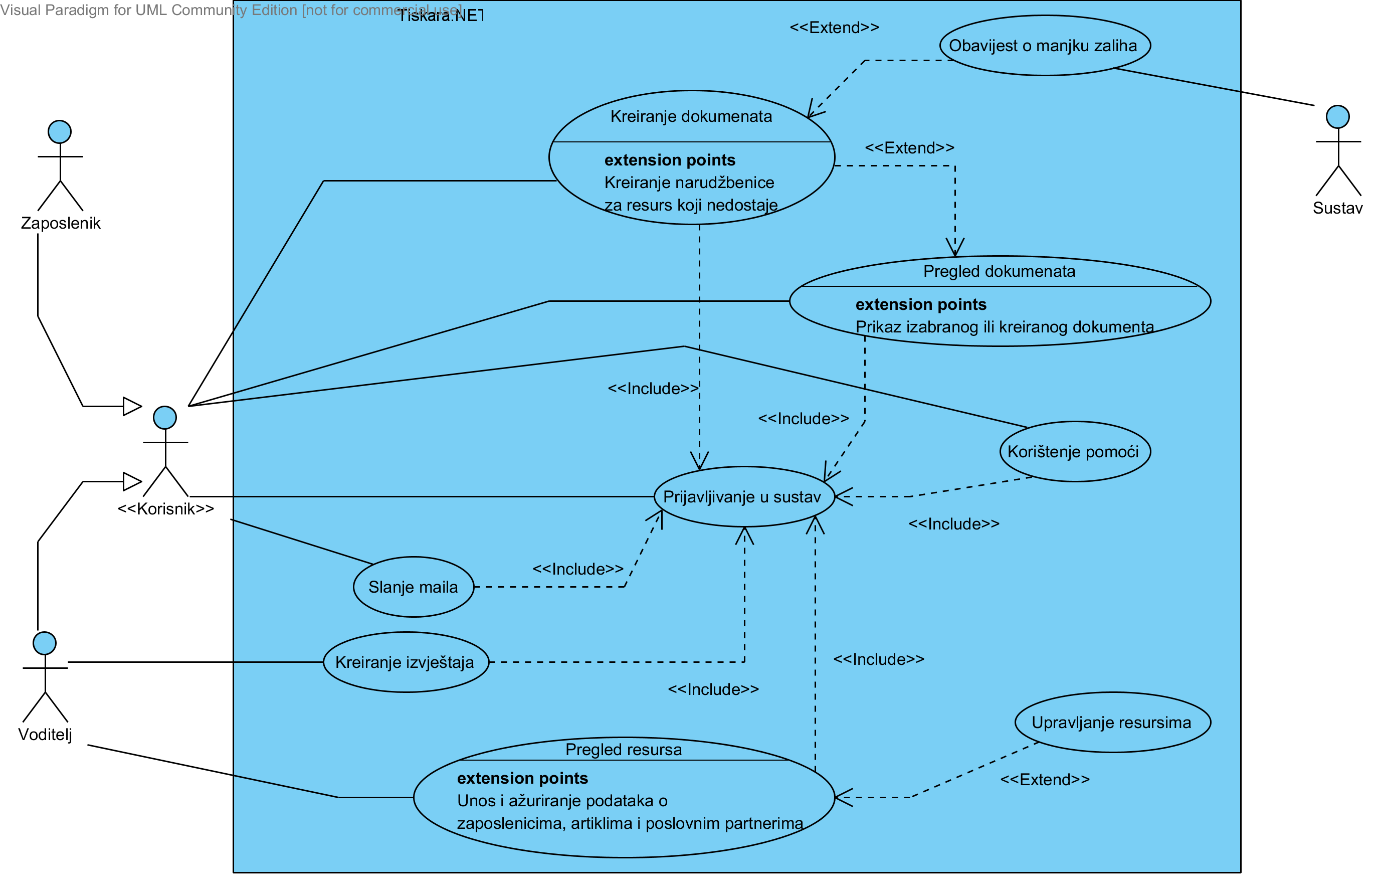 Visual Paradigm for UML Community Edition [not for commercial use]
Tiskara.NET
<<Extend>>
Obavijest o manjku zaliha
Kreiranje dokumenata
extension points
Kreiranje narudžbenice
za resurs koji nedostaje
<<Extend>>
Zaposlenik
Sustav
Pregled dokumenata
extension points
Prikaz izabranog ili kreiranog dokumenta
<<Include>>
<<Include>>
Korištenje pomoći
Prijavljivanje u sustav
<<Korisnik>>
<<Include>>
<<Include>>
Slanje maila
Kreiranje izvještaja
<<Include>>
<<Include>>
Voditelj
Upravljanje resursima
Pregled resursa
extension points
Unos i ažuriranje podataka o
zaposlenicima, artiklima i poslovnim partnerima
<<Extend>>